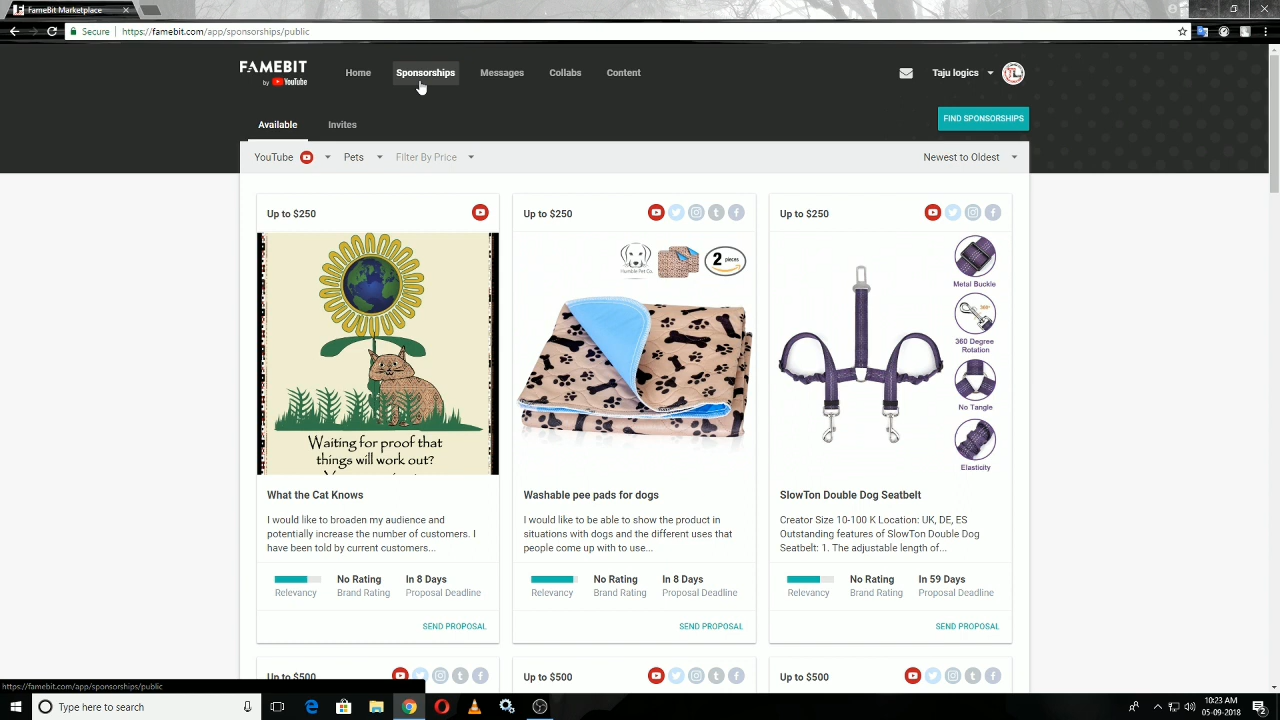 FameBit Marketplace
Secure | https://famebit.com/app/sponsorships/public
FAMEBIT
by YouTube
Home
Sponsorships
Messages
Collabs
Content
Taju logics
Available
Invites
FIND SPONSORSHIPS
YouTube
Pets
Filter By Price
Newest to Oldest
Up to $250
Waiting for proof that
things will work out?
What the Cat Knows
I would like to broaden my audience and
potentially increase the number of customers. I
have been told by current customers...
No Rating
In 8 Days
Relevancy
Brand Rating
Proposal Deadline
SEND PROPOSAL
Up to $250
Humble Pet Co.
2
pieces
Washable pee pads for dogs
I would like to be able to show the product in
situations with dogs and the different uses that
people come up with to use...
No Rating
In 8 Days
Relevancy
Brand Rating
Proposal Deadline
SEND PROPOSAL
Up to $250
Metal Buckle
360°
360 Degree
Rotation
No Tangle
Elasticity
SlowTon Double Dog Seatbelt
Creator Size 10-100 K Location: UK, DE, ES
Outstanding features of SlowTon Double Dog
Seatbelt: 1. The adjustable length of...
No Rating
In 59 Days
Relevancy
Brand Rating
Proposal Deadline
SEND PROPOSAL
Up to $500
Up to $500
Up to $500
https://famebit.com/app/sponsorships/public
Type here to search
10:23 AM
05-09-2018